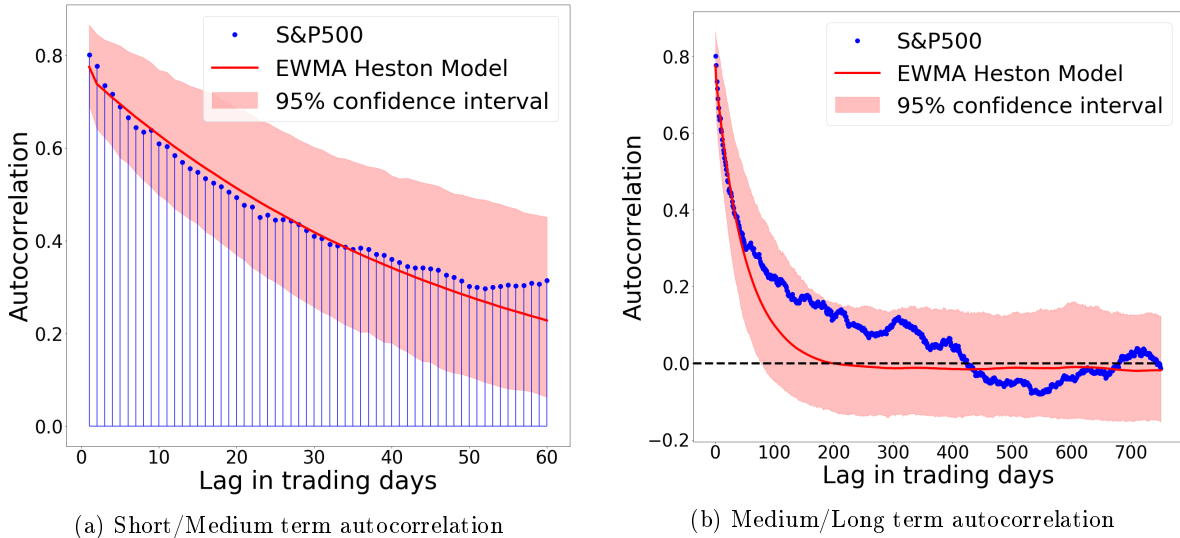 S&P500
EWMA Heston Model
95% confidence interval
Autocorrelation
0.8
0.6
0.4
0.2
0.0
0
10
20
30
40
50
60
Lag in trading days
(a) Short/Medium term autocorrelation
S&P500
EWMA Heston Model
95% confidence interval
Autocorrelation
0.8
0.6
0.4
0.2
0.0
−0.2
0
100
200
300
400
500
600
700
Lag in trading days
(b) Medium/Long term autocorrelation